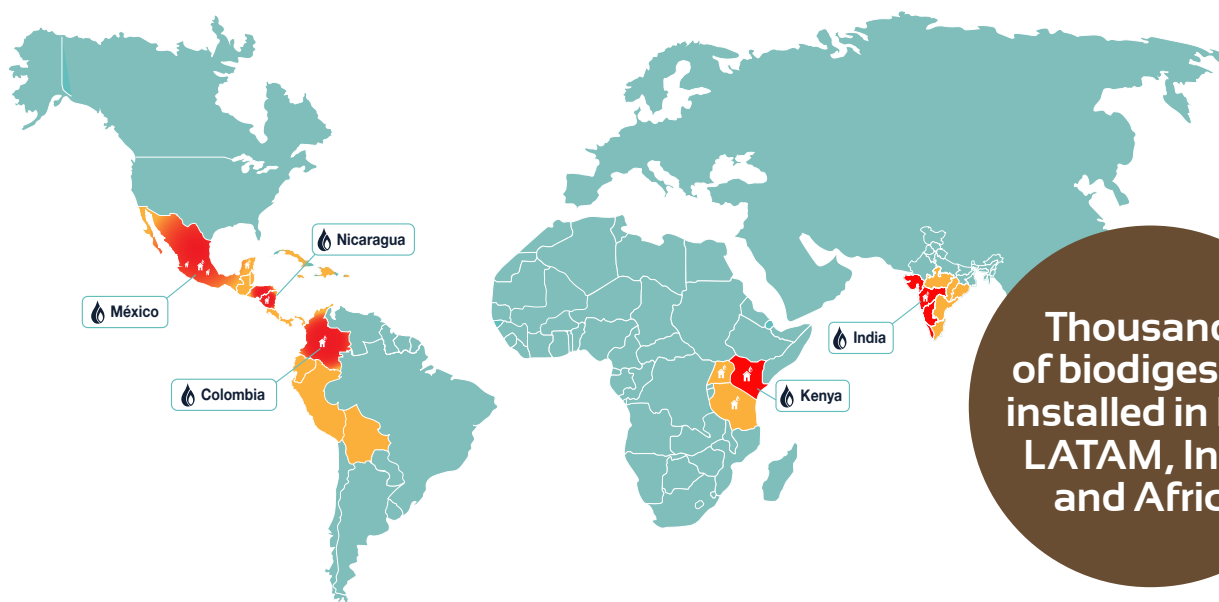 Nicaragua
México
Colombia
India
Kenya
Thousand
of biodiges
installed in
LATAM, In
and Afric